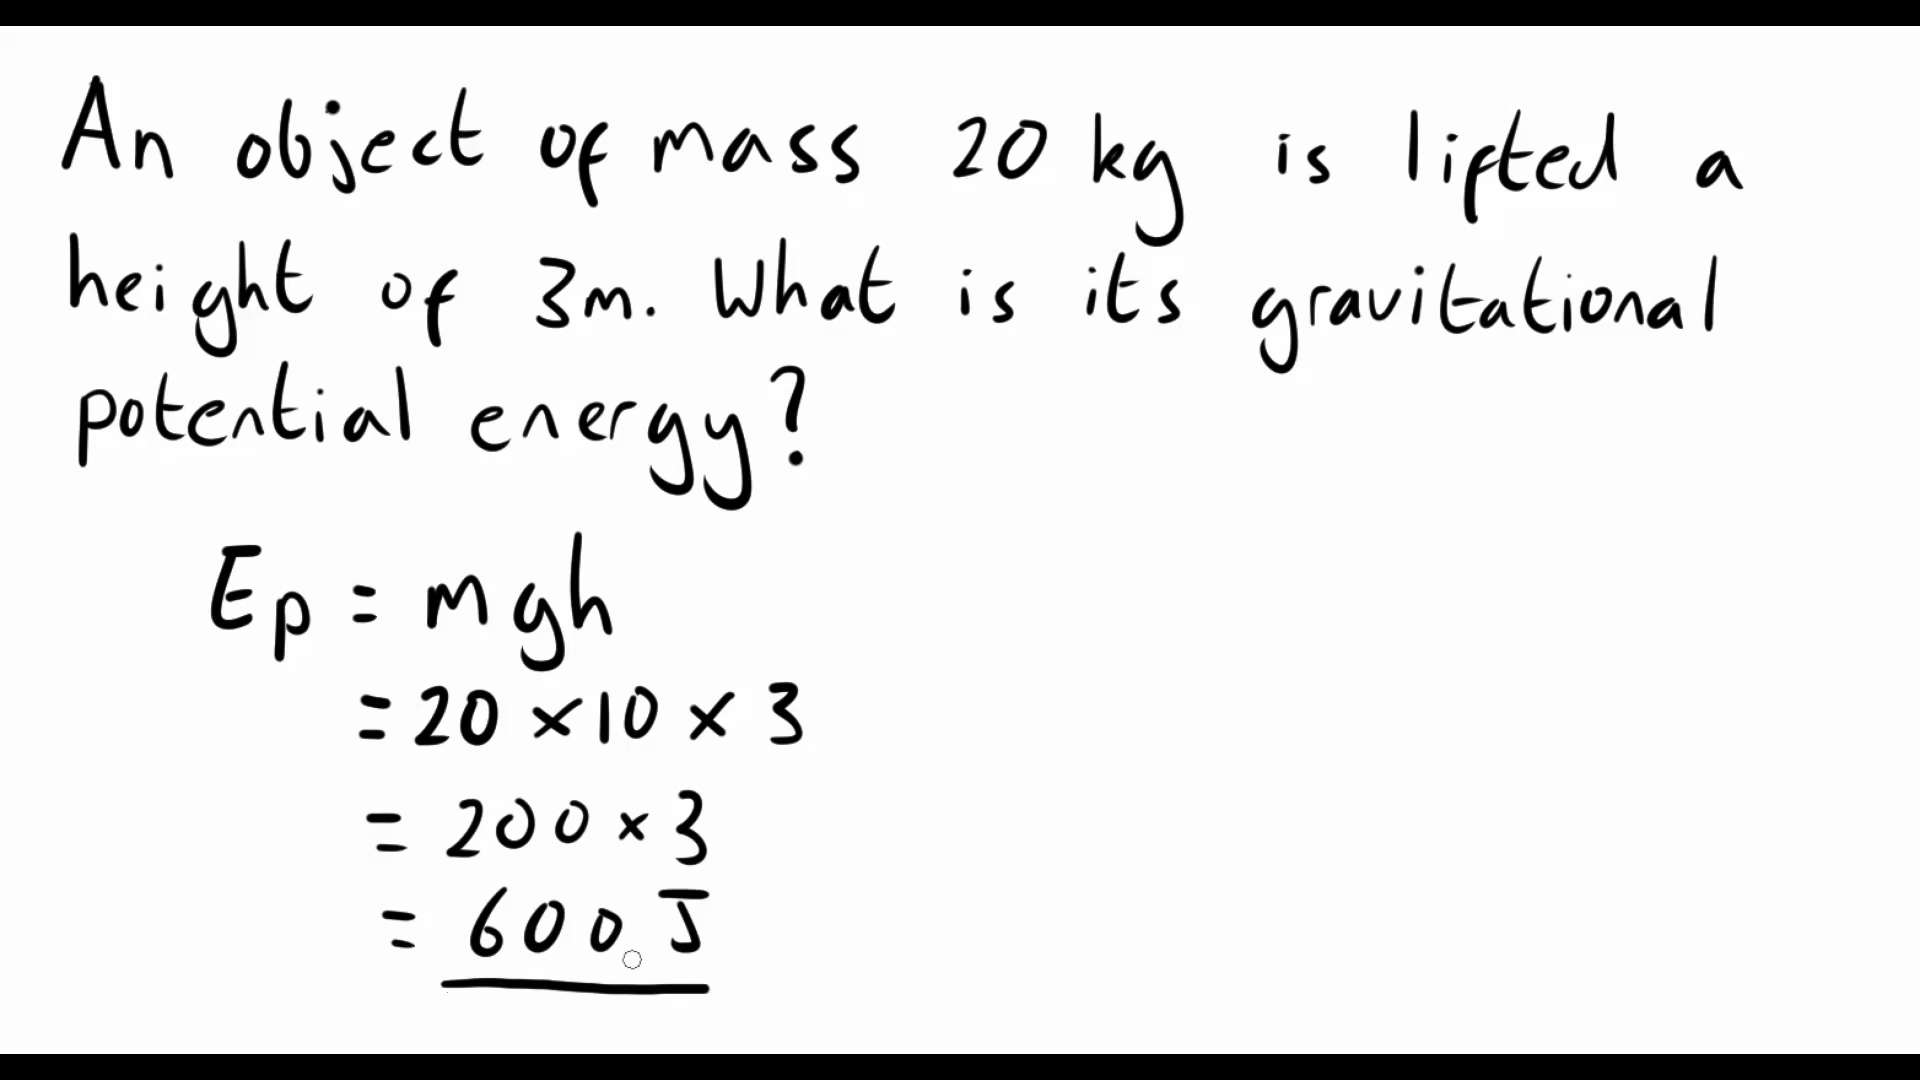 An object of mass 20 kg is lifted a
height of 3m. What is its gravitational
potential energy?
Ep = mgh
= 20 × 10 × 3
= 200 × 3
= 600 J